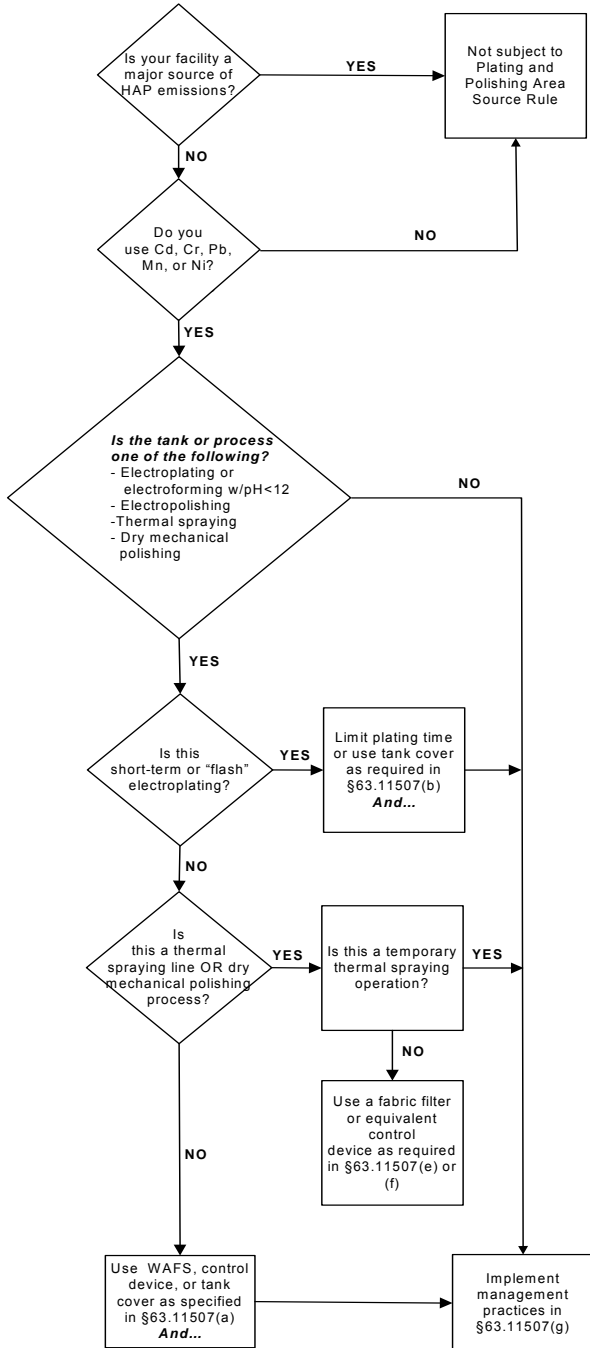 Is your facility a
major source of
HAP emissions?
YES
Not subject to
Plating and
Polishing Area
Source Rule
NO
Do you
use Cd, Cr, Pb,
Mn, or Ni?
NO
YES
Is the tank or process
one of the following?
- Electroplating or
electroforming w/pH<12
- Electropolishing
-Thermal spraying
- Dry mechanical
polishing
NO
YES
Is this
short-term or “flash”
electroplating?
YES
Limit plating time
or use tank cover
as required in
§63.11507(b)
And...
NO
Is
this a thermal
spraying line OR dry
mechanical polishing
process?
YES
Is this a temporary
thermal spraying
operation?
YES
NO
Use a fabric filter
or equivalent
control
device as required
in §63.11507(e) or
(f)
NO
Use WAFS, control
device, or tank
cover as specified
in §63.11507(a)
And...
Implement
management
practices in
§63.11507(g)